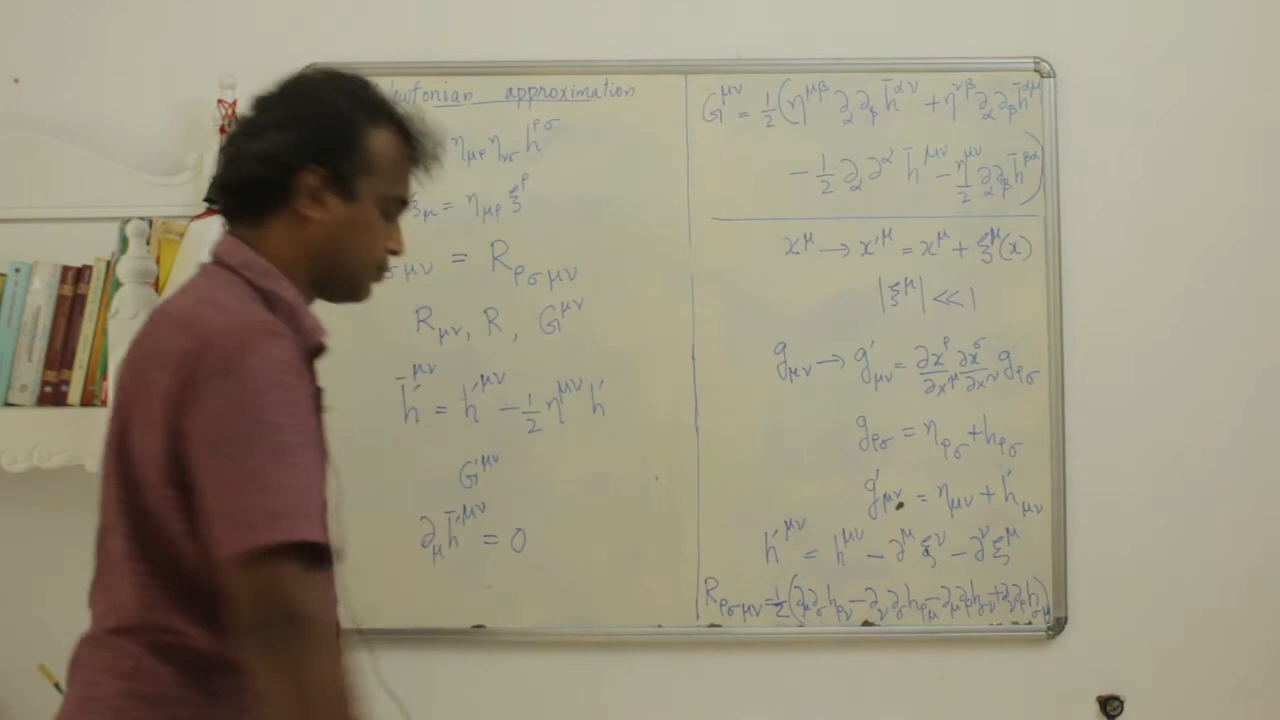 approximation
η_{μρ} η_{νσ} h^{ρσ}
ξ_μ = η_{μρ} ξ^ρ
σμν = R_{ρσμν}
R_{μν}, R, G^{μν}
h̄'^{μν} = h'^{μν} − 1/2 η^{μν} h'
G'^{μν}
∂_μ h̄'^{μν} = 0
G^{μν} = 1/2 (η^{μβ} ∂_α ∂_β h̄^{αν} + η^{νβ} ∂_α ∂_β h̄^{αμ}
− 1/2 ∂_α ∂^α h̄^{μν} − η^{μν}/2 ∂_α ∂_β h̄^{βα})
x^μ → x'^μ = x^μ + ξ^μ(x)
|ξ^μ| ≪ 1
g_{μν} → g'_{μν} = ∂x^ρ/∂x'^μ ∂x^σ/∂x'^ν g_{ρσ}
g_{ρσ} = η_{ρσ} + h_{ρσ}
g'_{μν} = η_{μν} + h'_{μν}
h'^{μν} = h^{μν} − ∂^μ ξ^ν − ∂^ν ξ^μ
R_{ρσμν} = 1/2 (∂_μ ∂_σ h_{ρν} − ∂_ν ∂_σ h_{ρμ} − ∂_μ ∂_ρ h_{σν} + ∂_ν ∂_ρ h_{σμ})